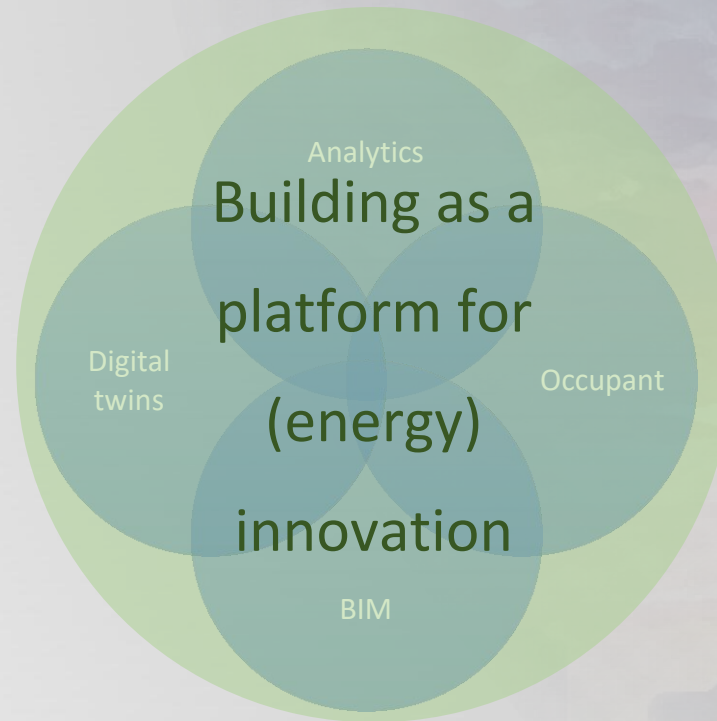 Analytics
Building as a
platform for
(energy)
innovation
Digital
twins
Occupant
BIM